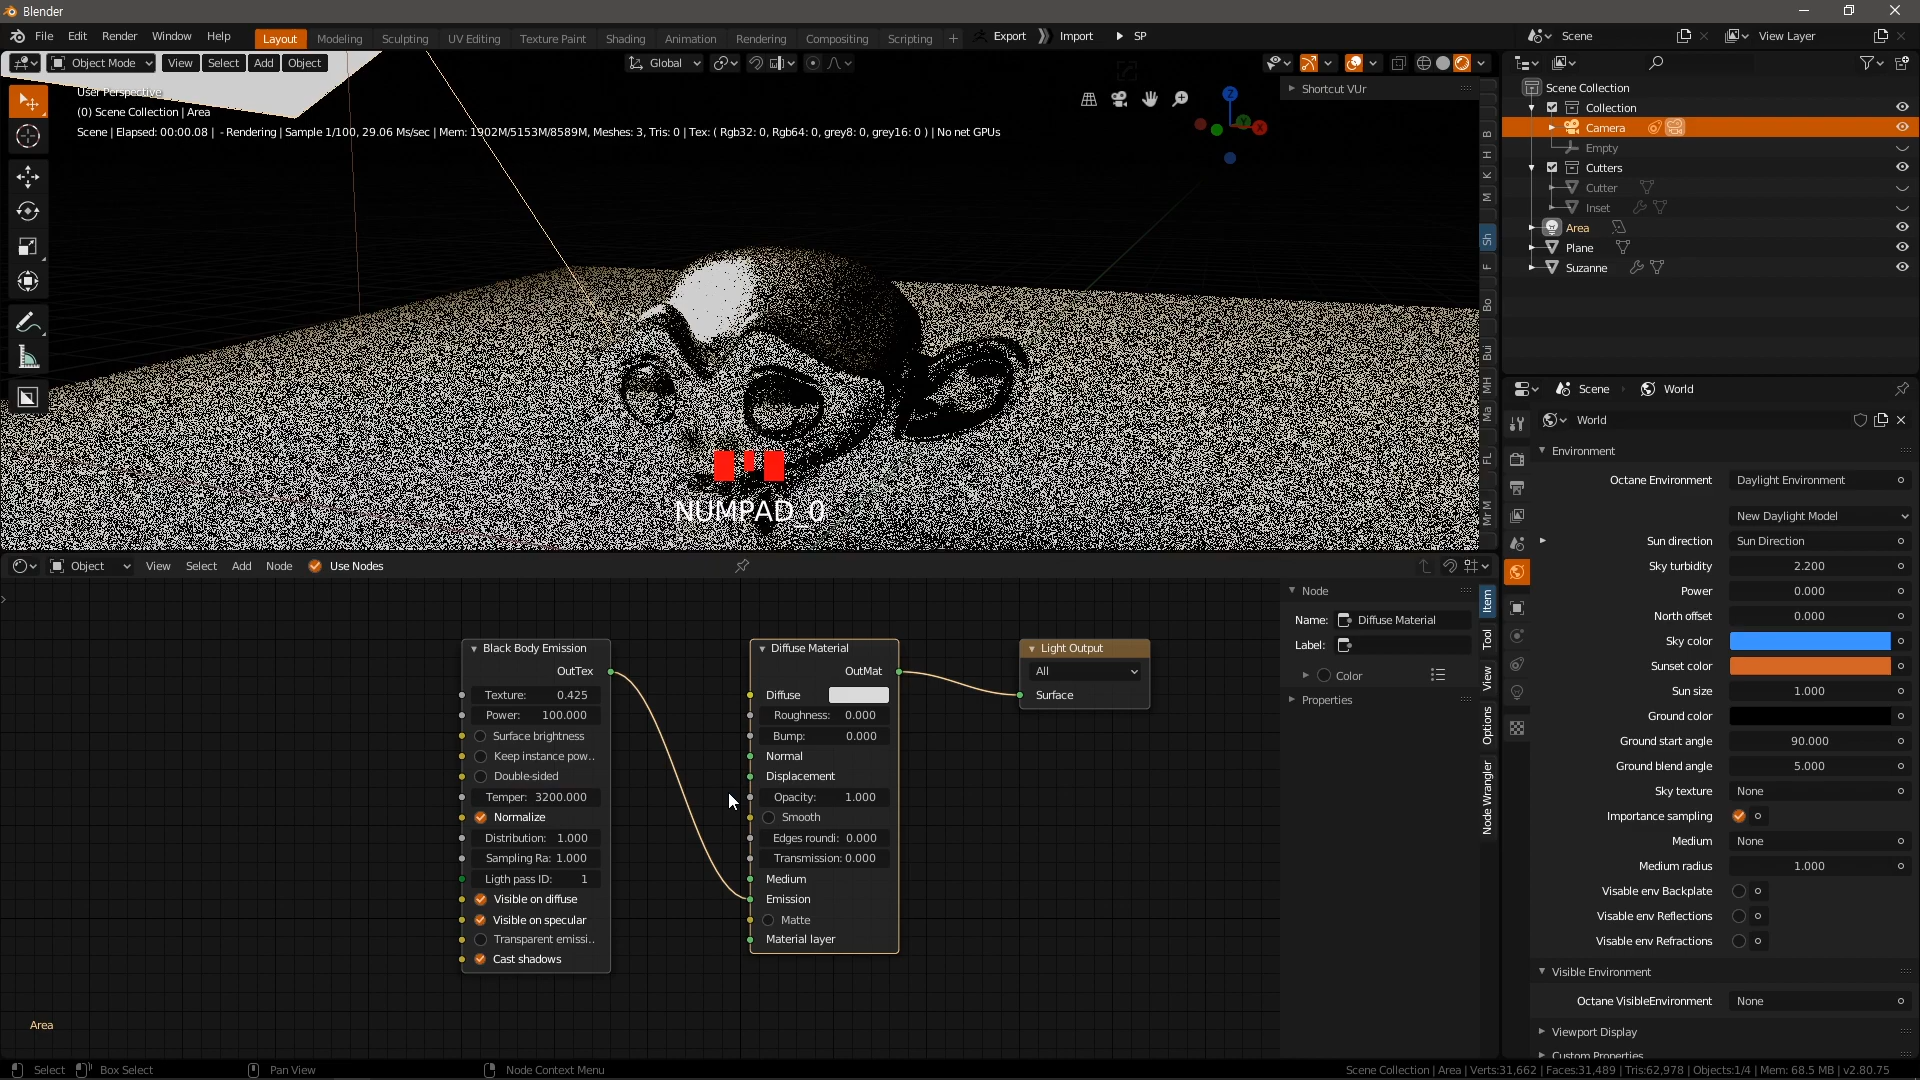 Blender
File Edit Render Window Help
Layout Modeling Sculpting UV Editing Texture Paint Shading Animation Rendering Compositing Scripting + Export Import SP
Scene View Layer
Object Mode View Select Add Object Global
User Perspective
(0) Scene Collection | Area
Scene | Elapsed: 00:00.08 | - Rendering | Sample 1/100, 29.06 Ms/sec | Mem: 1902M/5153M/8589M, Meshes: 3, Tris: 0 | Tex: ( Rgb32: 0, Rgb64: 0, grey8: 0, grey16: 0 ) | No net GPUs
Z
Y
X
Shortcut VUr
B
H
K
M
Sh
F
Bo
Bui
MH
Ma
FL
Mr M
NUMPAD_0
Scene Collection
Collection
Camera
Empty
Cutters
Cutter
Inset
Area
Plane
Suzanne
Object View Select Add Node Use Nodes
Black Body Emission
OutTex
Texture: 0.425
Power: 100.000
Surface brightness
Keep instance pow..
Double-sided
Temper: 3200.000
Normalize
Distribution: 1.000
Sampling Ra: 1.000
Ligth pass ID: 1
Visible on diffuse
Visible on specular
Transparent emissi..
Cast shadows
Diffuse Material
OutMat
Diffuse
Roughness: 0.000
Bump: 0.000
Normal
Displacement
Opacity: 1.000
Smooth
Edges roundi: 0.000
Transmission: 0.000
Medium
Emission
Matte
Material layer
Light Output
All
Surface
Area
Node
Name: Diffuse Material
Label:
Color
Properties
Item
Tool
View
Options
Node Wrangler
Scene World
World
Environment
Octane Environment Daylight Environment
New Daylight Model
Sun direction Sun Direction
Sky turbidity 2.200
Power 0.000
North offset 0.000
Sky color
Sunset color
Sun size 1.000
Ground color
Ground start angle 90.000
Ground blend angle 5.000
Sky texture None
Importance sampling
Medium None
Medium radius 1.000
Visable env Backplate
Visable env Reflections
Visable env Refractions
Visible Environment
Octane VisibleEnvironment None
Viewport Display
Custom Properties
Select Box Select Pan View Node Context Menu
Scene Collection | Area | Verts:31,662 | Faces:31,489 | Tris:62,978 | Objects:1/4 | Mem: 68.5 MB | v2.80.75